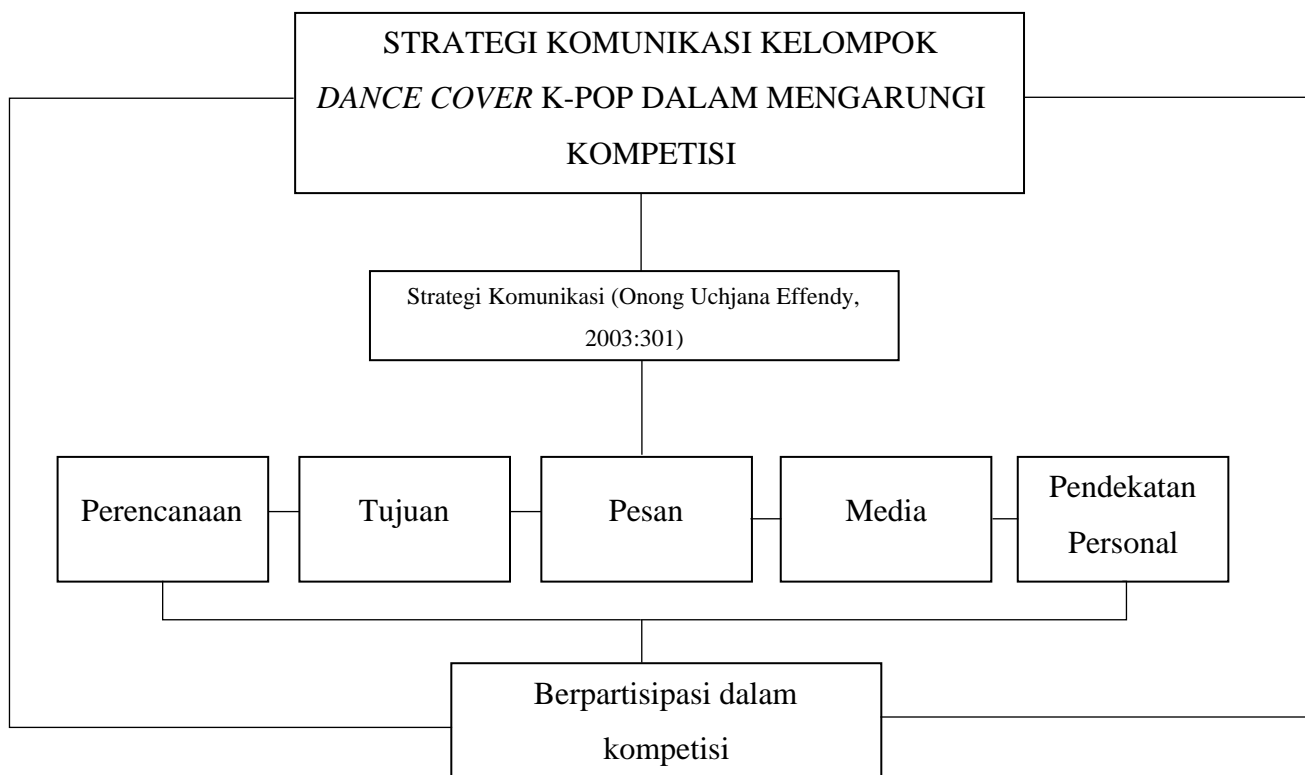 STRATEGI KOMUNIKASI KELOMPOK
DANCE COVER K-POP DALAM MENGARUNGI
KOMPETISI
Strategi Komunikasi (Onong Uchjana Effendy,
2003:301)
Perencanaan
Tujuan
Pesan
Media
Pendekatan
Personal
Berpartisipasi dalam
kompetisi